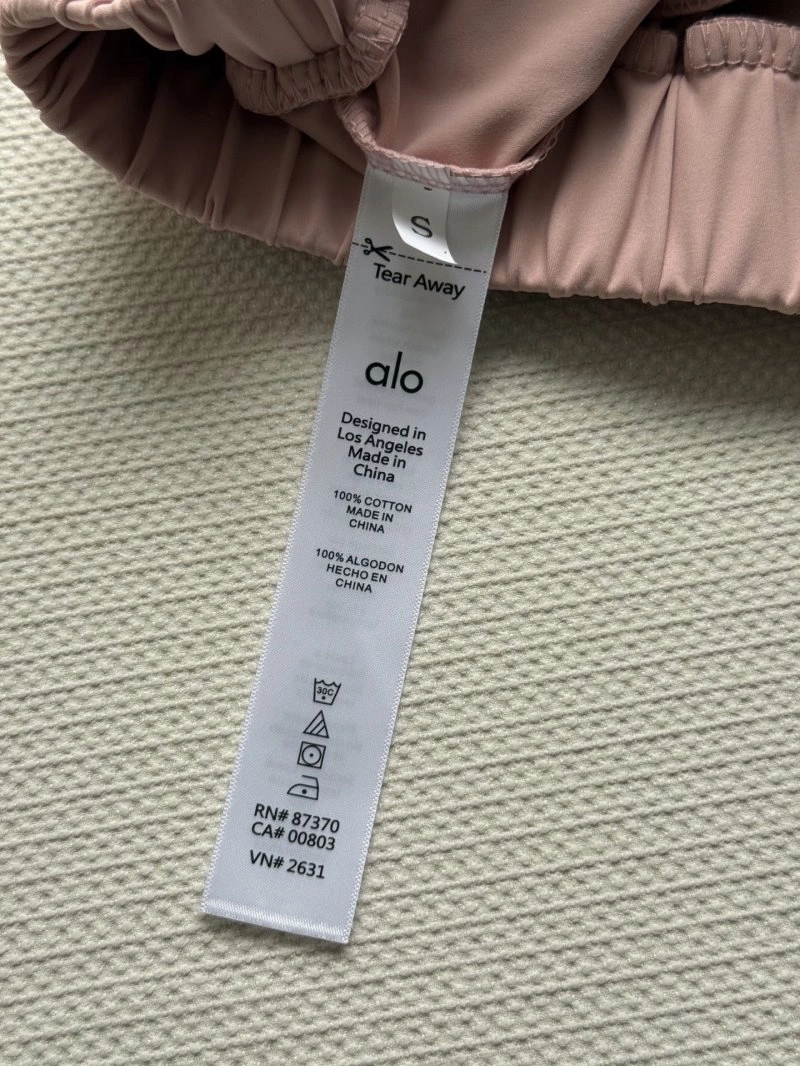 S
Tear Away
alo
Designed in
Los Angeles
Made in
China
100% COTTON
MADE IN
CHINA
100% ALGODON
HECHO EN
CHINA
30C
RN# 87370
CA# 00803
VN# 2631